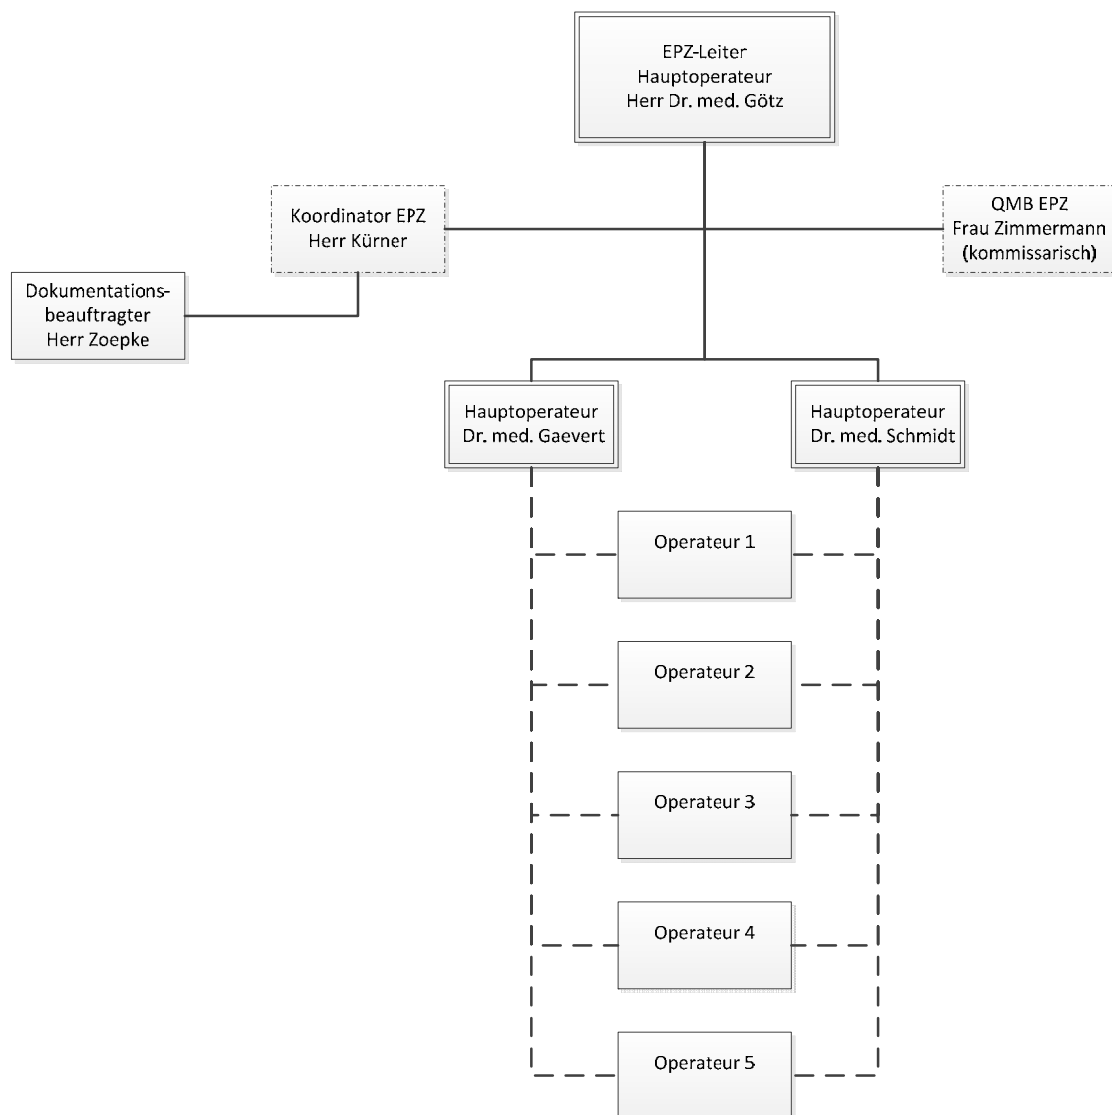 EPZ-Leiter
Hauptoperateur
Herr Dr. med. Götz
Koordinator EPZ
Herr Kürner
QMB EPZ
Frau Zimmermann
(kommissarisch)
Dokumentations-
beauftragter
Herr Zoepke
Hauptoperateur
Dr. med. Gaevert
Hauptoperateur
Dr. med. Schmidt
Operateur 1
Operateur 2
Operateur 3
Operateur 4
Operateur 5